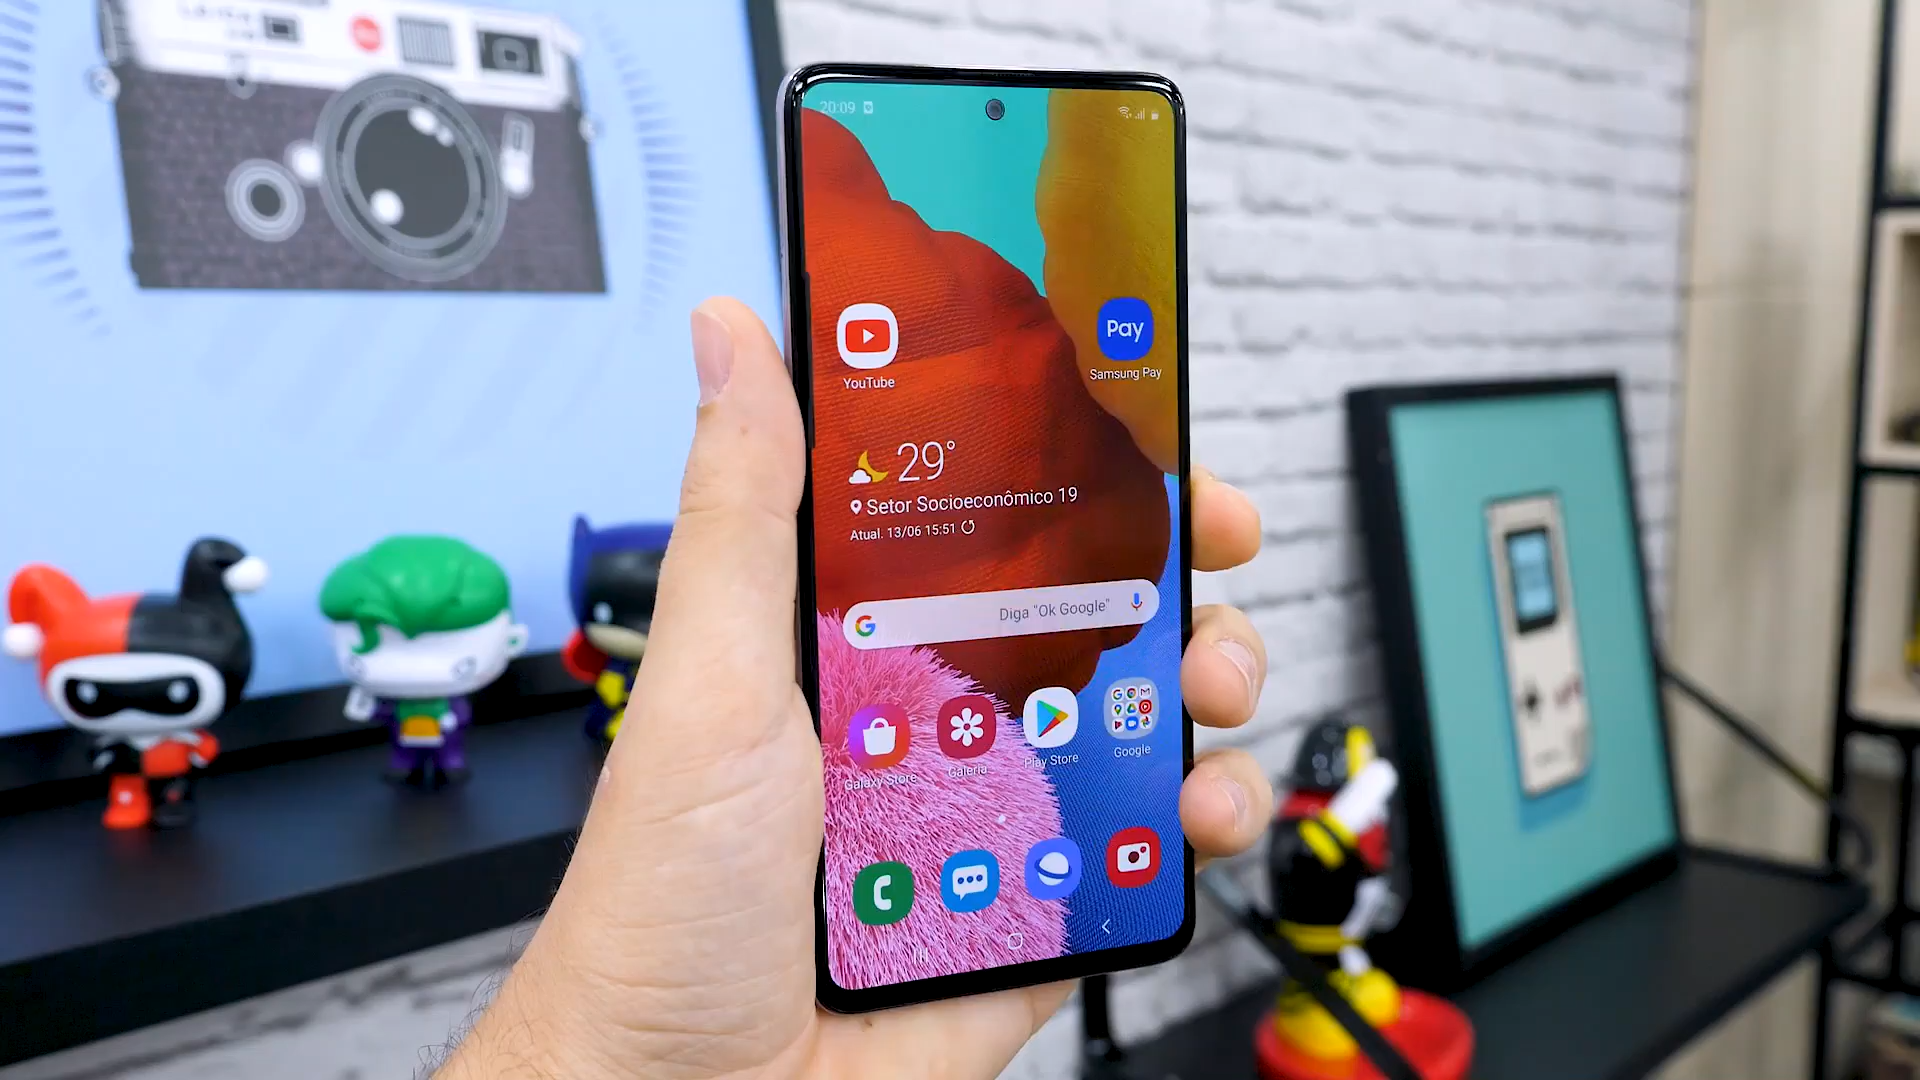 20:09
YouTube
Pay
Samsung Pay
29°
Setor Socioeconômico 19
Atual. 13/06 15:51
G
Diga "Ok Google"
Galaxy Store
Galeria
Play Store
Google